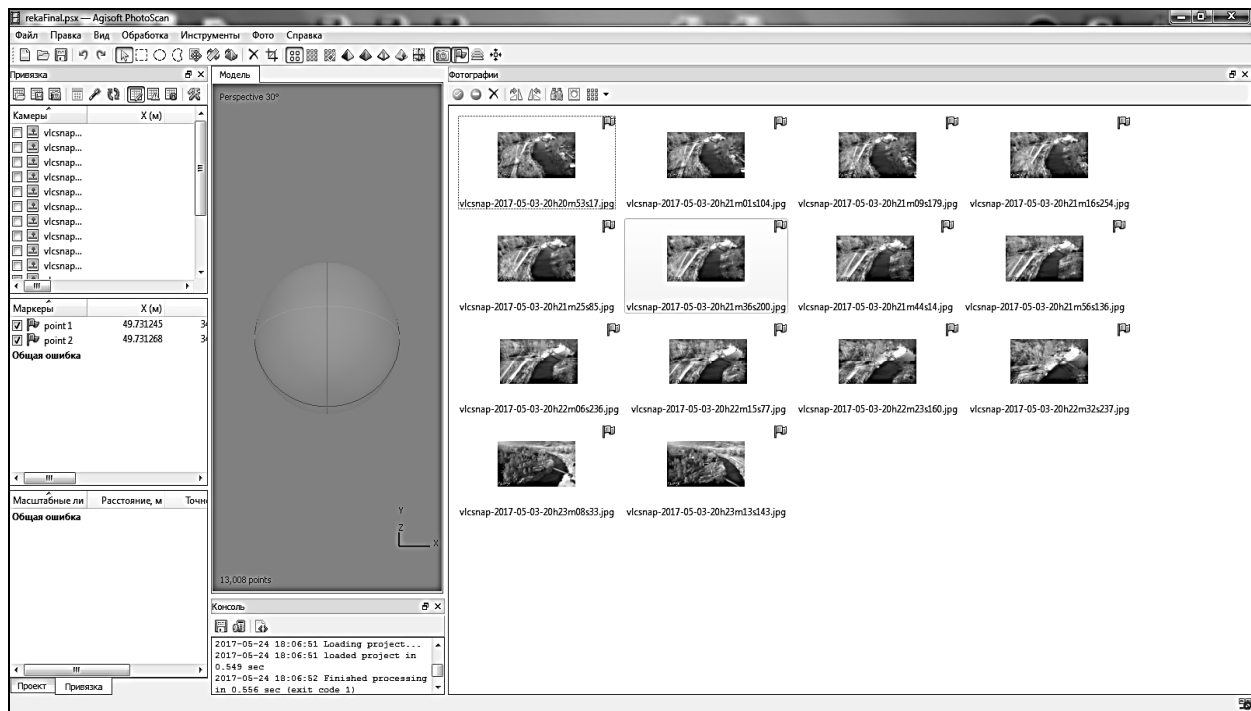 rekaFinal.psx — Agisoft PhotoScan
Файл Правка Вид Обработка Инструменты Фото Справка
Привязка
Камеры X (м)
vlcsnap...
vlcsnap...
vlcsnap...
vlcsnap...
vlcsnap...
vlcsnap...
vlcsnap...
vlcsnap...
vlcsnap...
vlcsnap...
Маркеры X (м)
point 1 49.731245 34
point 2 49.731268 34
Общая ошибка
Масштабные ли Расстояние, м Точно
Общая ошибка
Проект Привязка
Модель
Perspective 30°
Y
Z
X
13,008 points
Консоль
2017-05-24 18:06:51 Loading project...
2017-05-24 18:06:51 loaded project in
0.549 sec
2017-05-24 18:06:52 Finished processing
in 0.556 sec (exit code 1)
Фотографии
vlcsnap-2017-05-03-20h20m53s17.jpg vlcsnap-2017-05-03-20h21m01s104.jpg vlcsnap-2017-05-03-20h21m09s179.jpg vlcsnap-2017-05-03-20h21m16s254.jpg
vlcsnap-2017-05-03-20h21m25s85.jpg vlcsnap-2017-05-03-20h21m36s200.jpg vlcsnap-2017-05-03-20h21m44s14.jpg vlcsnap-2017-05-03-20h21m56s136.jpg
vlcsnap-2017-05-03-20h22m06s236.jpg vlcsnap-2017-05-03-20h22m15s77.jpg vlcsnap-2017-05-03-20h22m23s160.jpg vlcsnap-2017-05-03-20h22m32s237.jpg
vlcsnap-2017-05-03-20h23m08s33.jpg vlcsnap-2017-05-03-20h23m13s143.jpg